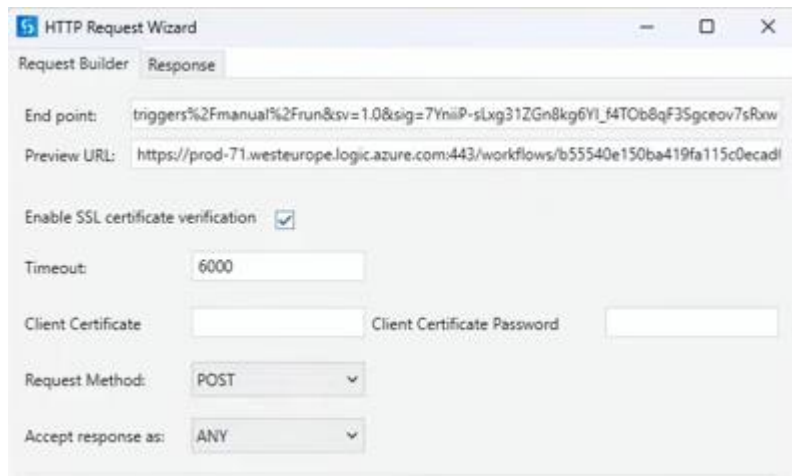 HTTP Request Wizard
Request Builder Response
End point: triggers%2Fmanual%2Frun&sv=1.0&sig=7YniiP-sLxg31ZGn8kg6Yl_f4TOb8qF3Sgceov7sRxw
Preview URL: https://prod-71.westeurope.logic.azure.com:443/workflows/b55540e150ba419fa115c0ecad
Enable SSL certificate verification
Timeout: 6000
Client Certificate Client Certificate Password
Request Method: POST
Accept response as: ANY